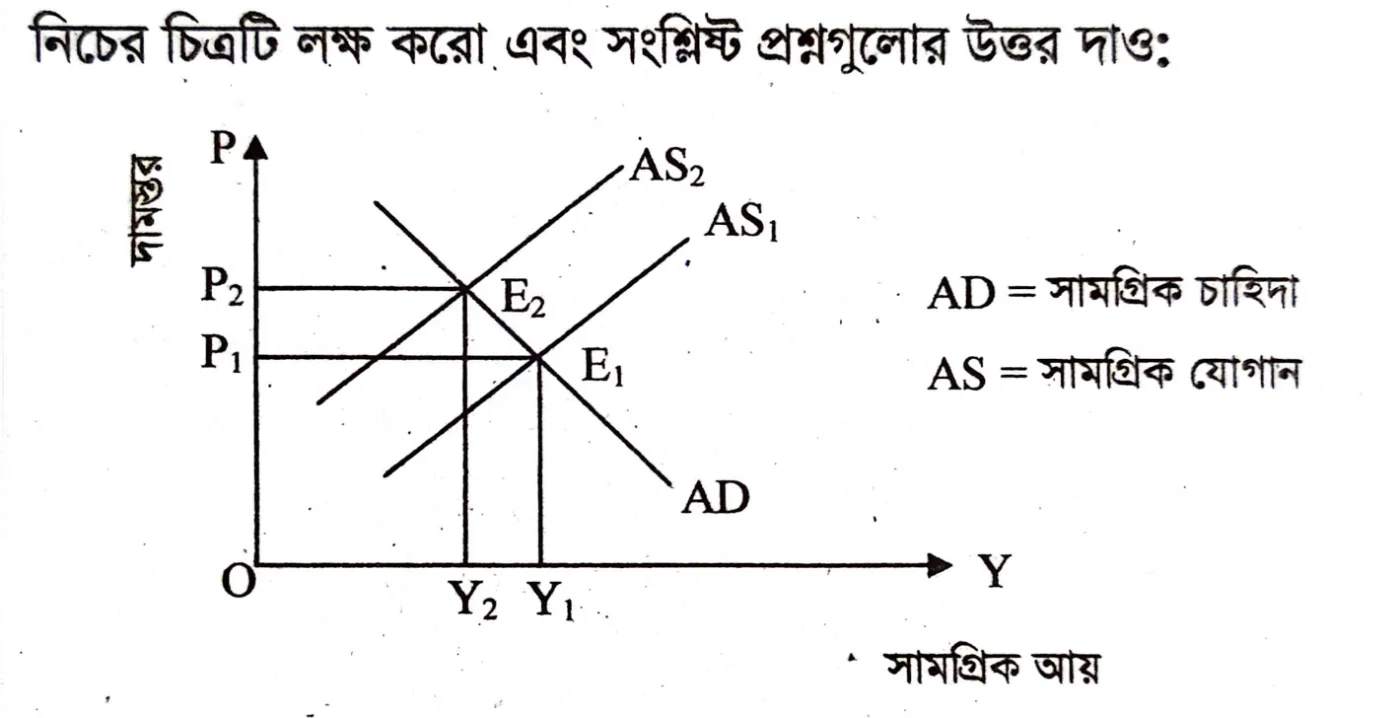 নিচের চিত্রটি লক্ষ করো এবং সংশ্লিষ্ট প্রশ্নগুলোর উত্তর দাও:
P
দামস্তর
AS₂
AS₁
P₂
E₂
AD = সামগ্রিক চাহিদা
P₁
E₁
AS = সামগ্রিক যোগান
AD
O
Y₂ Y₁
Y
সামগ্রিক আয়